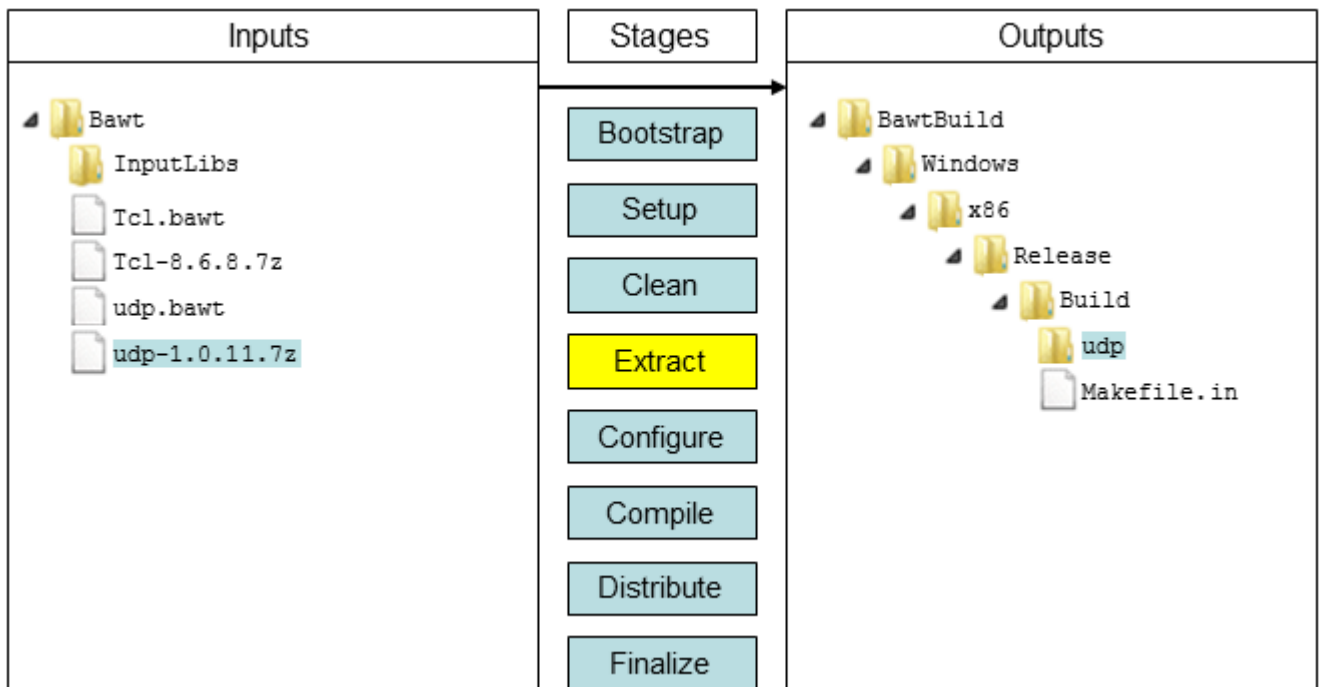 Inputs
Stages
Outputs
Bawt
InputLibs
Tcl.bawt
Tcl-8.6.8.7z
udp.bawt
udp-1.0.11.7z
Bootstrap
Setup
Clean
Extract
Configure
Compile
Distribute
Finalize
BawtBuild
Windows
x86
Release
Build
udp
Makefile.in